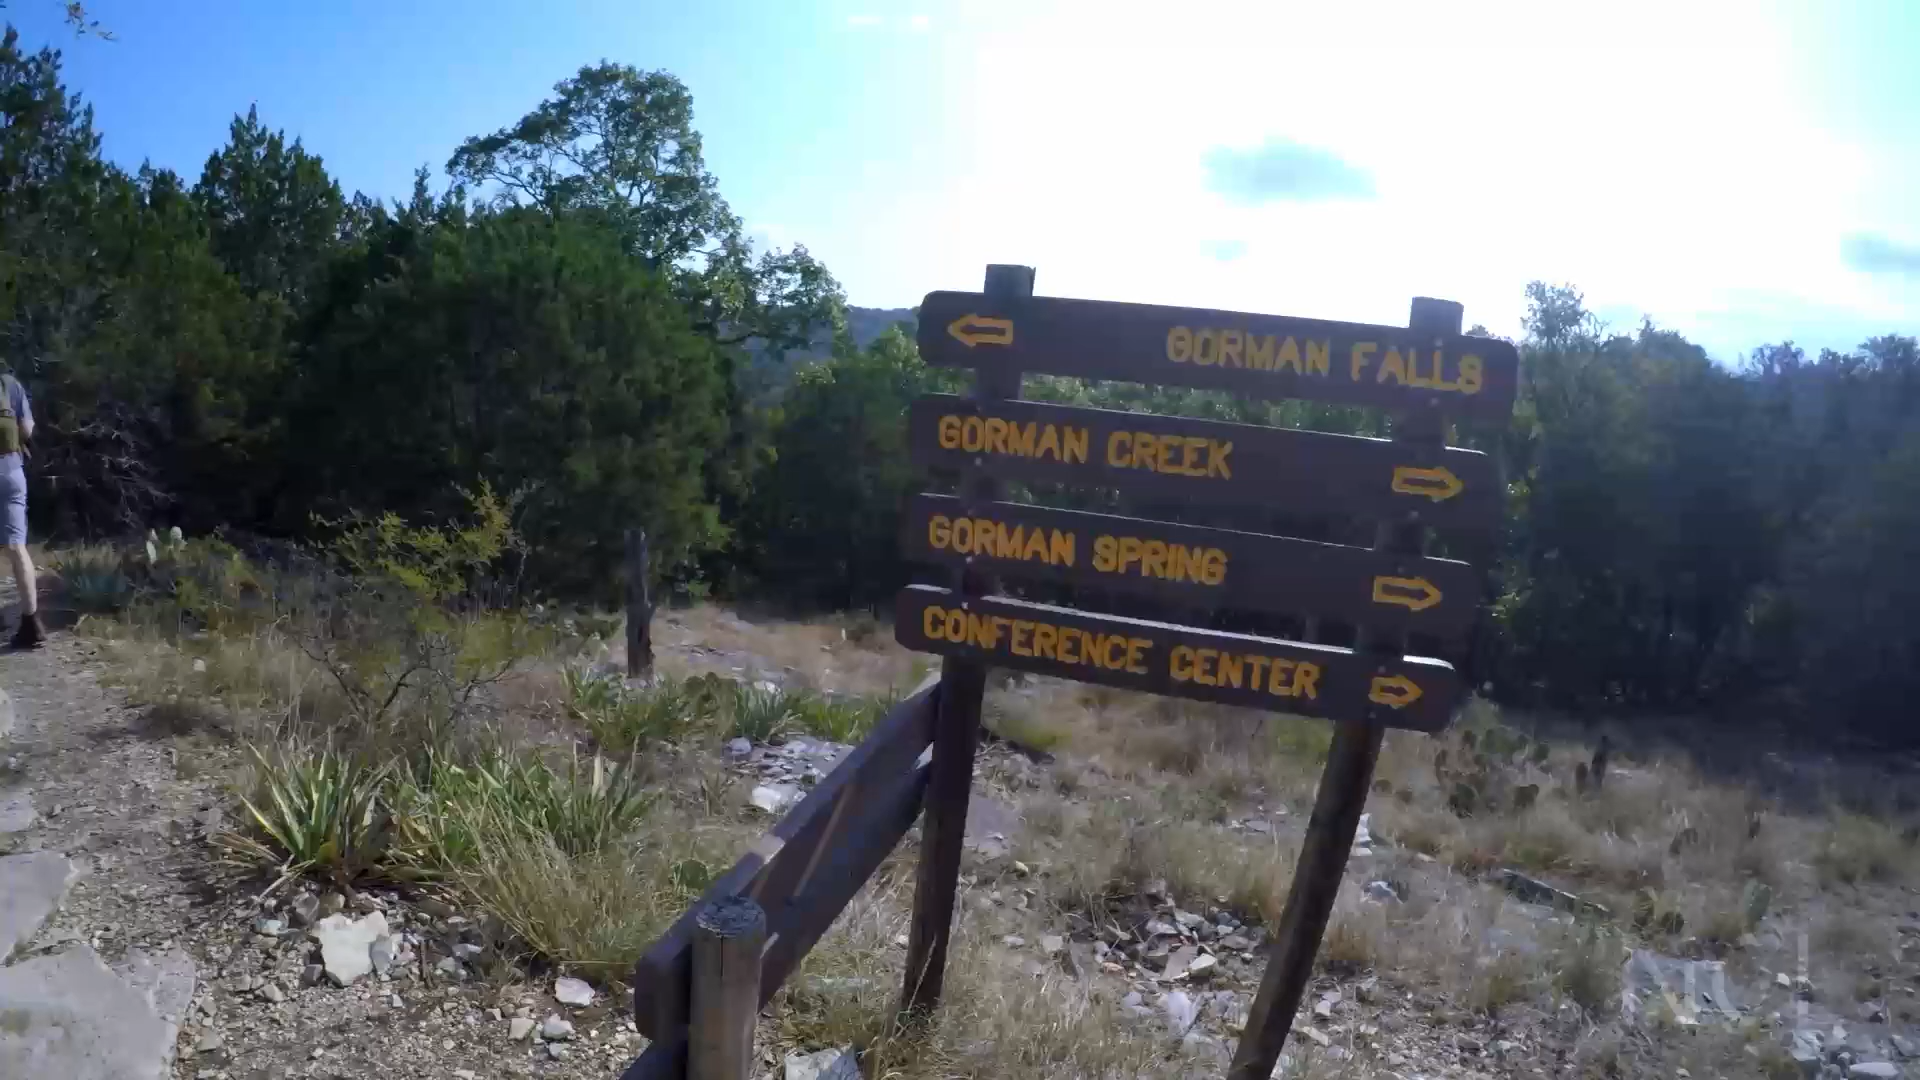 GORMAN FALLS
GORMAN CREEK
GORMAN SPRING
CONFERENCE CENTER